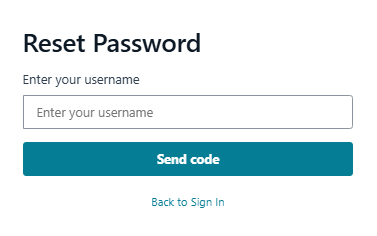 Reset Password
Enter your username
Enter your username
Send code
Back to Sign In